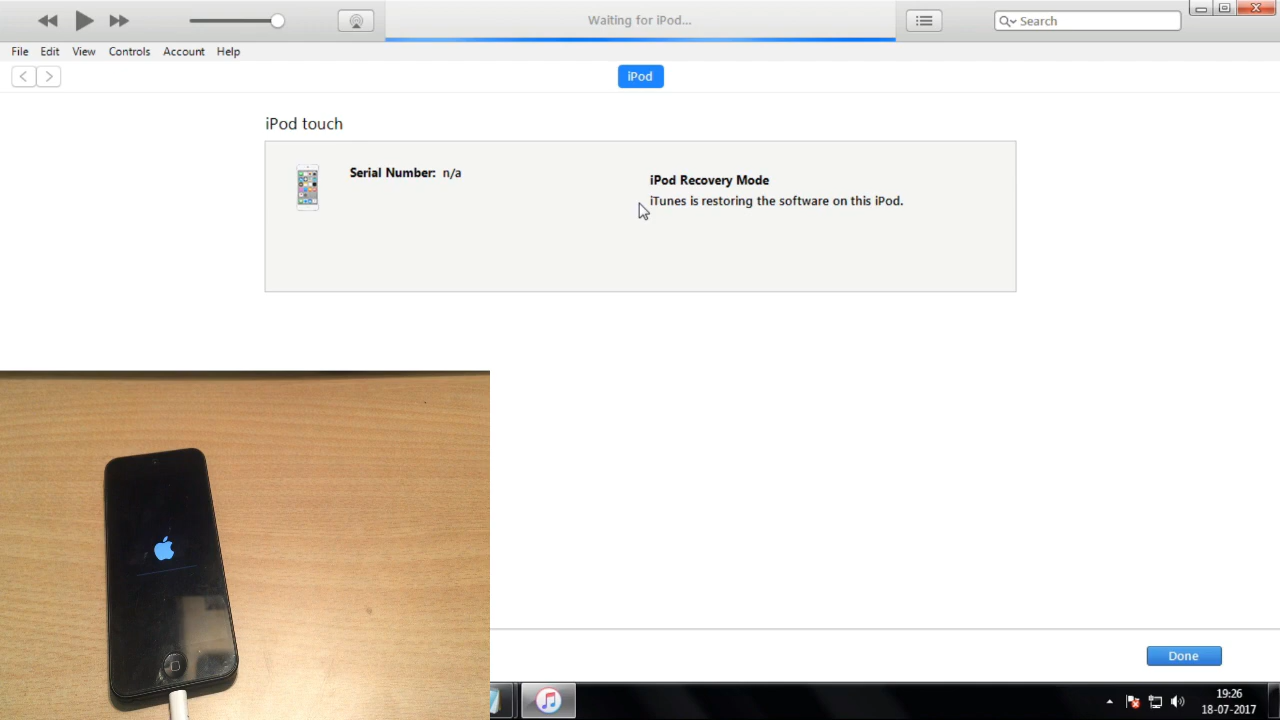 Waiting for iPod...
Search
File Edit View Controls Account Help
iPod
iPod touch
Serial Number: n/a
iPod Recovery Mode
iTunes is restoring the software on this iPod.
Done
19:26
18-07-2017